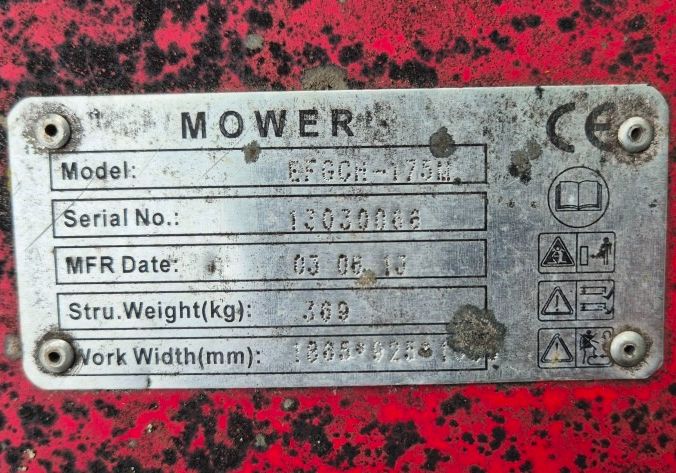 MOWER
CE
Model: EFGCH-175M
Serial No.: 13030066
MFR Date: 03 06 13
Stru.Weight(kg): 369
Work Width(mm):